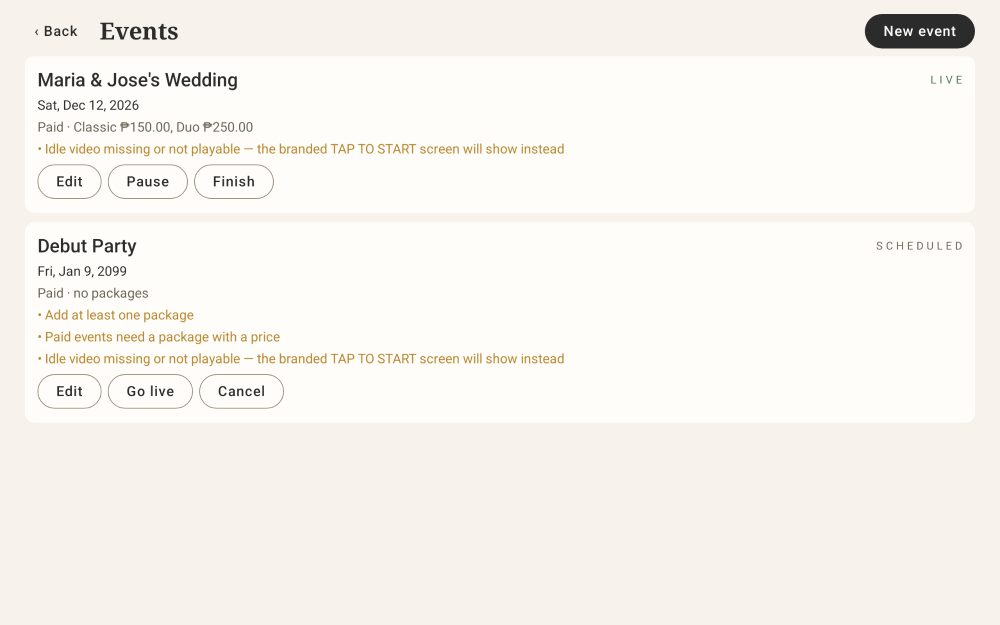 ‹ Back Events New event
Maria & Jose's Wedding LIVE
Sat, Dec 12, 2026
Paid · Classic ₱150.00, Duo ₱250.00
• Idle video missing or not playable — the branded TAP TO START screen will show instead
Edit Pause Finish
Debut Party SCHEDULED
Fri, Jan 9, 2099
Paid · no packages
• Add at least one package
• Paid events need a package with a price
• Idle video missing or not playable — the branded TAP TO START screen will show instead
Edit Go live Cancel